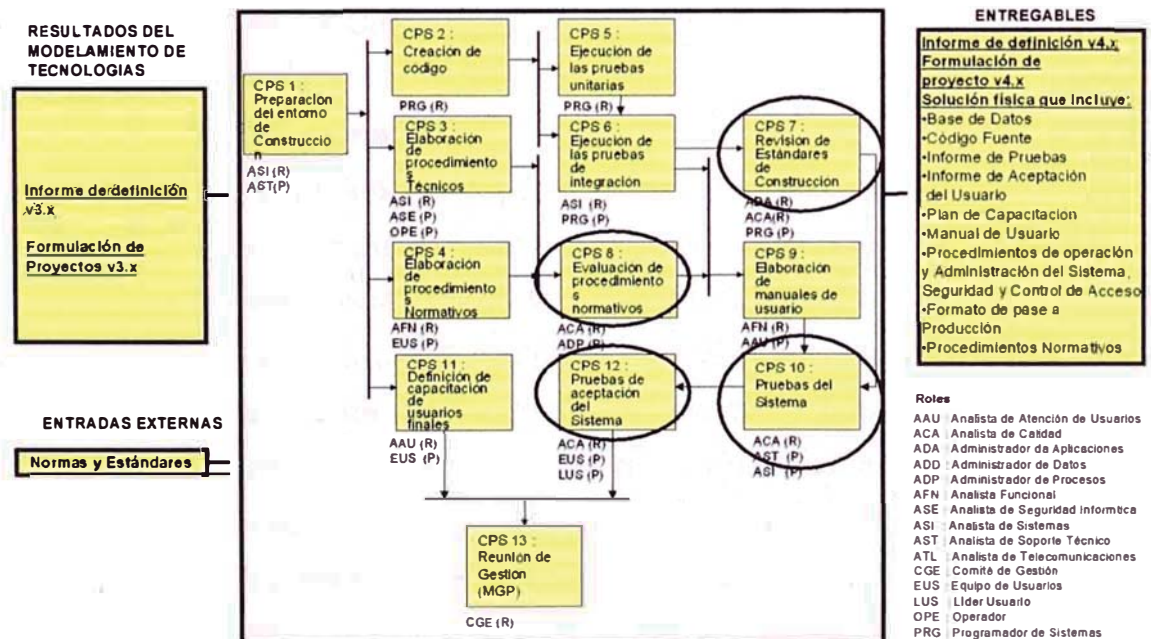 RESULTADOS DEL
MODELAMIENTO DE
TECNOLOGIAS
Informe de definición
v3.x
Formulación de
Proyectos v3.x
ENTRADAS EXTERNAS
Normas y Estándares
CPS 1 :
Preparacion
del entorno
de
Construccio
n
ASI (R)
AST(P)
CPS 2 :
Creacion de
codigo
PRG (R)
CPS 3 :
Elaboración
de
procedimiento
s
Técnicos
ASI (R)
ASE (P)
OPE (P)
CPS 4 :
Elaboración
de
procedimiento
s
Normativos
AFN (R)
EUS (P)
CPS 11 :
Definición de
capacitación
de
usuarios
finales
AAU (R)
EUS (P)
CPS 5 :
Ejecución de
las pruebas
unitarias
PRG (R)
CPS 6 :
Ejecución de
las pruebas
de
integración
ASI (R)
PRG (P)
CPS 8 :
Evaluación de
procedimiento
s
normativos
ACA (R)
ADP (R)
CPS 12 :
Pruebas de
aceptación
del
Sistema
ACA (R)
EUS (P)
LUS (P)
CPS 7 :
Revision de
Estándares
de
Construccion
ADA (R)
ACA(R)
PRG (P)
CPS 9 :
Elaboración
de
manuales de
usuario
AFN (R)
AAU (P)
CPS 10 :
Pruebas del
Sistema
ACA (R)
AST (P)
ASI (P)
CPS 13 :
Reunión de
Gestion
(MGP)
CGE (R)
ENTREGABLES
Informe de definición v4.x;
Formulación de
proyecto v4.x
Solución física que incluye:
•Base de Datos
•Código Fuente
•Informe de Pruebas
•Informe de Aceptación
del Usuario
•Plan de Capacitación
•Manual de Usuario
•Procedimientos de operación
y Administración del Sistema,
Seguridad y Control de Acceso
•Formato de pase a
Producción
•Procedimientos Normativos
Roles
AAU : Analista de Atención de Usuarios
ACA : Analista de Calidad
ADA : Administrador da Aplicaciones
ADD : Administrador de Datos
ADP : Administrador de Procesos
AFN : Analista Funcional
ASE : Analista de Seguridad Informtica
ASI : Analista de Sistemas
AST : Analista de Soporte Técnico
ATL : Analista de Telecomunicaciones
CGE : Comité de Gestión
EUS : Equipo de Usuarios
LUS : Líder Usuario
OPE : Operador
PRG : Programador de Sistemas